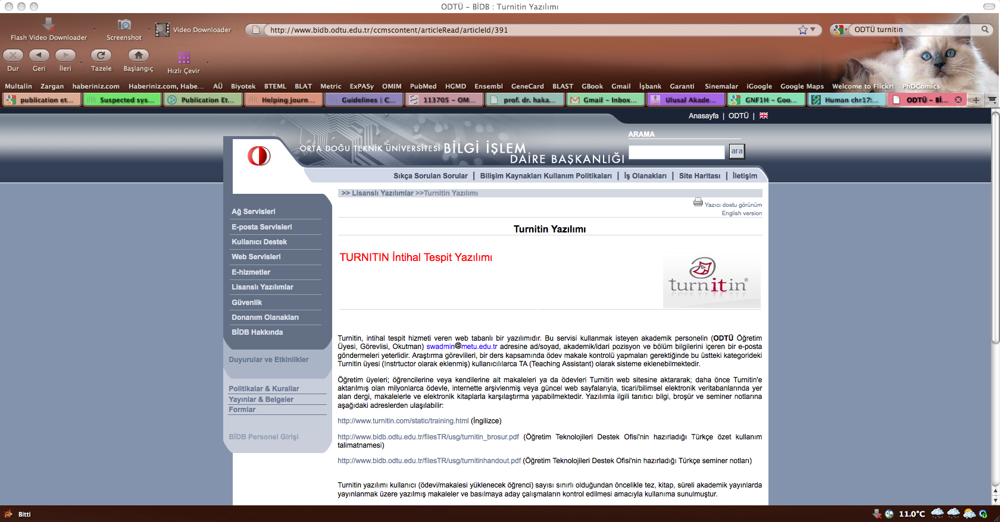 ODTÜ – BİDB : Turnitin Yazılımı
Flash Video Downloader
Screenshot
Video Downloader
http://www.bidb.odtu.edu.tr/ccmscontent/articleRead/articleId/391
ODTÜ turnitin
Dur
Geri
İleri
Tazele
Başlangıç
Hızlı Çevir
Multalin Zargan haberiniz.com Haberiniz.com, Habe... AÜ Biyotek BTEML BLAT Metric ExPASy OMIM PubMed HGMD Ensembl GeneCard BLAST GBook Gmail İşbank Garanti Sinemalar iGoogle Google Maps Welcome to Flickr! PhDComics
publication et... Suspected sys... Publication Et... Helping journ... Guidelines | C... 113705 – OM... prof. dr. haka... Gmail – Inbox... Ulusal Akade... GNF1H – Goo... Human chr17:... ODTÜ – Bİ...
Anasayfa | ODTÜ |
ORTA DOĞU TEKNİK ÜNİVERSİTESİ BİLGİ İŞLEM
DAİRE BAŞKANLIĞI
ARAMA
ara
Sıkça Sorulan Sorular | Bilişim Kaynakları Kullanım Politikaları | İş Olanakları | Site Haritası | İletişim
>> Lisanslı Yazılımlar >>Turnitin Yazılımı
Yazıcı dostu görünüm
English version
Ağ Servisleri
E-posta Servisleri
Kullanıcı Destek
Web Servisleri
E-hizmetler
Lisanslı Yazılımlar
Güvenlik
Donanım Olanakları
BİDB Hakkında
Duyurular ve Etkinlikler
Politikalar & Kurallar
Yayınlar & Belgeler
Formlar
BİDB Personel Girişi
Turnitin Yazılımı
TURNITIN İntihal Tespit Yazılımı
turnitin®
Turnitin, intihal tespit hizmeti veren web tabanlı bir yazılımıdır. Bu servisi kullanmak isteyen akademik personelin (ODTÜ Öğretim
Üyesi, Görevlisi, Okutman) swadmin@metu.edu.tr adresine ad/soyad, akademik/idari pozisyon ve bölüm bilgilerini içeren bir e-posta
göndermeleri yeterlidir. Araştırma görevlileri, bir ders kapsamında ödev makale kontrolü yapmaları gerektiğinde bu üstteki kategorideki
Turnitin üyesi (Instrtuctor olarak eklenmiş) kullanıcılılarca TA (Teaching Assistant) olarak sisteme eklenebilmektedir.
Öğretim üyeleri; öğrencilerine veya kendilerine ait makaleleri ya da ödevleri Turnitin web sitesine aktararak; daha önce Turnitin'e
aktarılmış olan milyonlarca ödevle, internette arşivlenmiş veya güncel web sayfalarıyla, ticari/bilimsel elektronik veritabanlarında yer
alan dergi, makalelerle ve elektronik kitaplarla karşılaştırma yapabilmektedir. Yazılımla ilgili tanıtıcı bilgi, broşür ve seminer notlarına
aşağıdaki adreslerden ulaşılabilir:
http://www.turnitin.com/static/training.html (İngilizce)
http://www.bidb.odtu.edu.tr/filesTR/usg/turnitin_brosur.pdf (Öğretim Teknolojileri Destek Ofisi'nin hazırladığı Türkçe özet kullanım
talimatnamesi)
http://www.bidb.odtu.edu.tr/filesTR/usg/turnitinhandout.pdf (Öğretim Teknolojileri Destek Ofisi'nin hazırladığı Türkçe seminer notları)
Turnitin yazılımı kullanıcı (ödevi/makalesi yüklenecek öğrenci) sayısı sınırlı olduğundan öncelikle tez, kitap, süreli akademik yayınlarda
yayınlanmak üzere yazılmış makaleler ve basılmaya aday çalışmaların kontrol edilmesi amacıyla kullanıma sunulmuştur.
Bitti
11.0°C